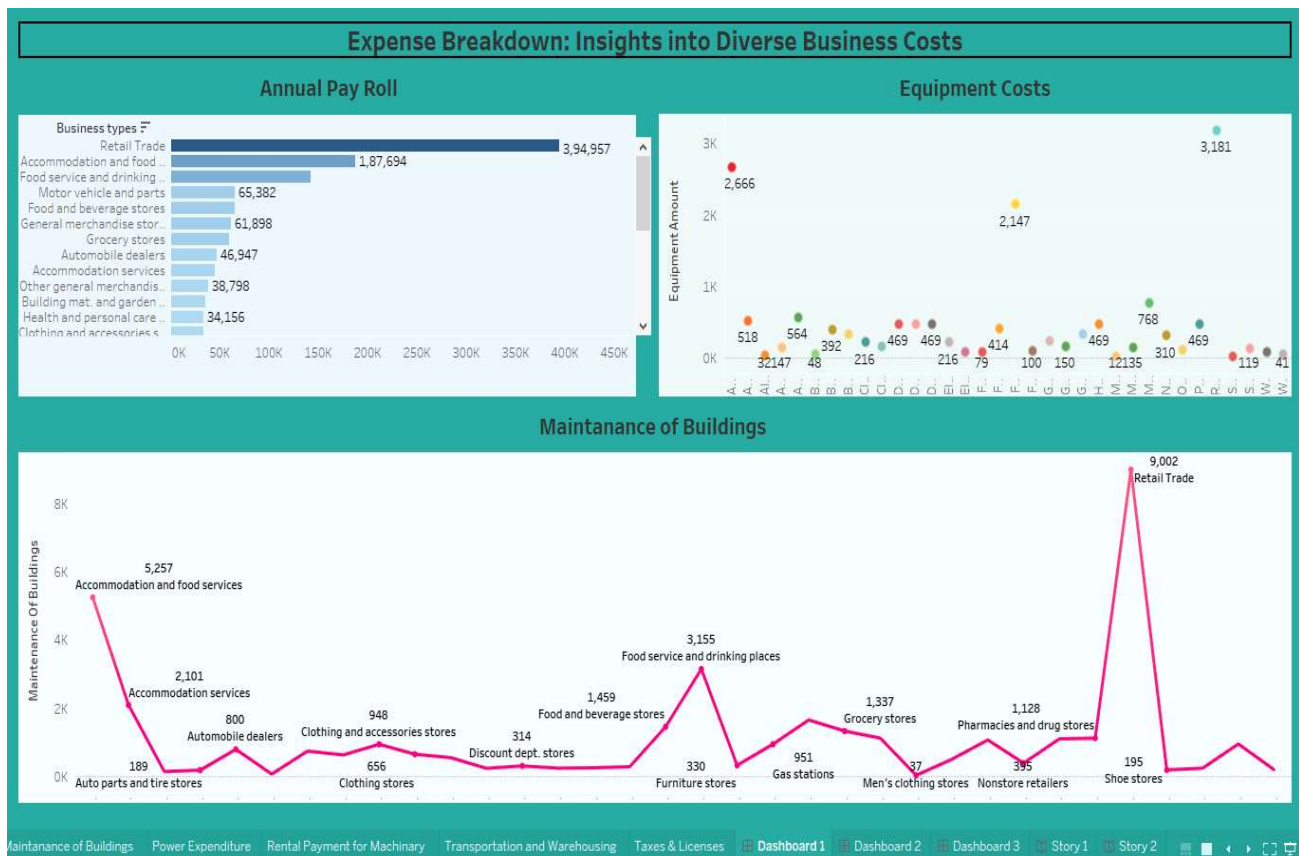 Expense Breakdown: Insights into Diverse Business Costs
Annual Pay Roll
Business types
Retail Trade 3,94,957
Accommodation and food .. 1,87,694
Food service and drinking ..
Motor vehicle and parts 65,382
Food and beverage stores
General merchandise stor.. 61,898
Grocery stores
Automobile dealers 46,947
Accommodation services
Other general merchandis.. 38,798
Building mat. and garden ..
Health and personal care .. 34,156
Clothing and accessories s..
0K 50K 100K 150K 200K 250K 300K 350K 400K 450K
Equipment Costs
Equipment Amount
3K
2K
1K
0K
3,181
2,666
2,147
518 32 147 564 48 392 216 469 469 216 79 414 100 150 469 12 135 768 310 469 119 41
A.. A.. Al.. A.. A.. B.. B.. B.. Cl.. Cl.. D.. D.. D.. El.. El.. F.. F.. F.. F.. G.. G.. G.. H.. M.. M.. M.. N.. O.. P.. R.. S.. S.. W.. W..
Maintanance of Buildings
Maintenance Of Buildings
8K
6K
4K
2K
0K
9,002
Retail Trade
5,257
Accommodation and food services
3,155
Food service and drinking places
2,101
Accommodation services
1,459
Food and beverage stores
1,337
Grocery stores
1,128
Pharmacies and drug stores
800
Automobile dealers
948
Clothing and accessories stores
314
Discount dept. stores
189
Auto parts and tire stores
656
Clothing stores
330
Furniture stores
951
Gas stations
37
Men's clothing stores
395
Nonstore retailers
195
Shoe stores
Maintanance of Buildings Power Expenditure Rental Payment for Machinary Transportation and Warehousing Taxes & Licenses Dashboard 1 Dashboard 2 Dashboard 3 Story 1 Story 2